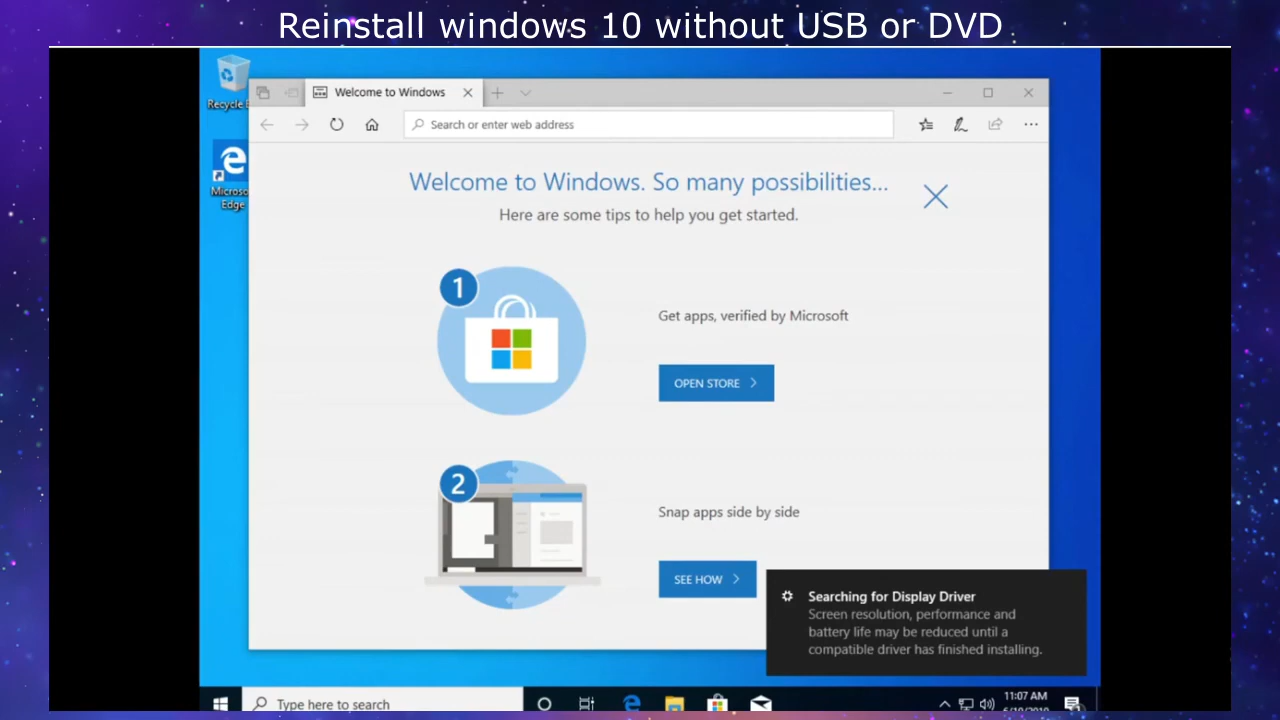 Reinstall windows 10 without USB or DVD
Recycle
Welcome to Windows
Search or enter web address
Welcome to Windows. So many possibilities...
Here are some tips to help you get started.
Microso
Edge
1
Get apps, verified by Microsoft
OPEN STORE
2
Snap apps side by side
SEE HOW
Searching for Display Driver
Screen resolution, performance and
battery life may be reduced until a
compatible driver has finished installing.
Type here to search
11:07 AM